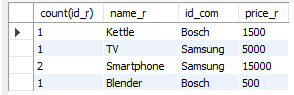 count(id_r) name_r id_com price_r
1 Kettle Bosch 1500
1 TV Samsung 5000
2 Smartphone Samsung 15000
1 Blender Bosch 500